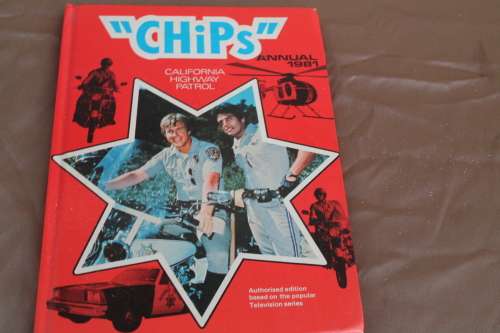 "CHiPs"
ANNUAL
1981
CALIFORNIA
HIGHWAY
PATROL
Authorised edition
based on the popular
Television series